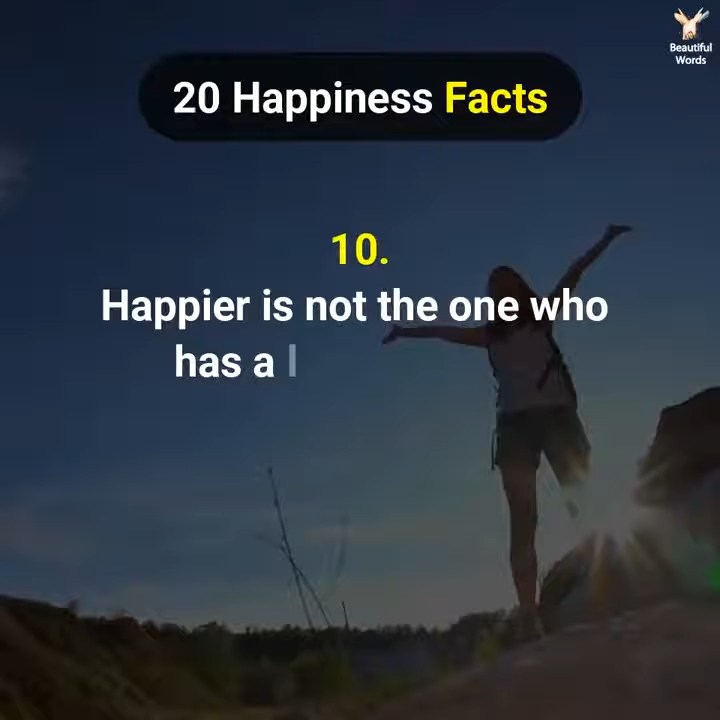 Beautiful
Words
20 Happiness Facts
10.
Happier is not the one who
has a l